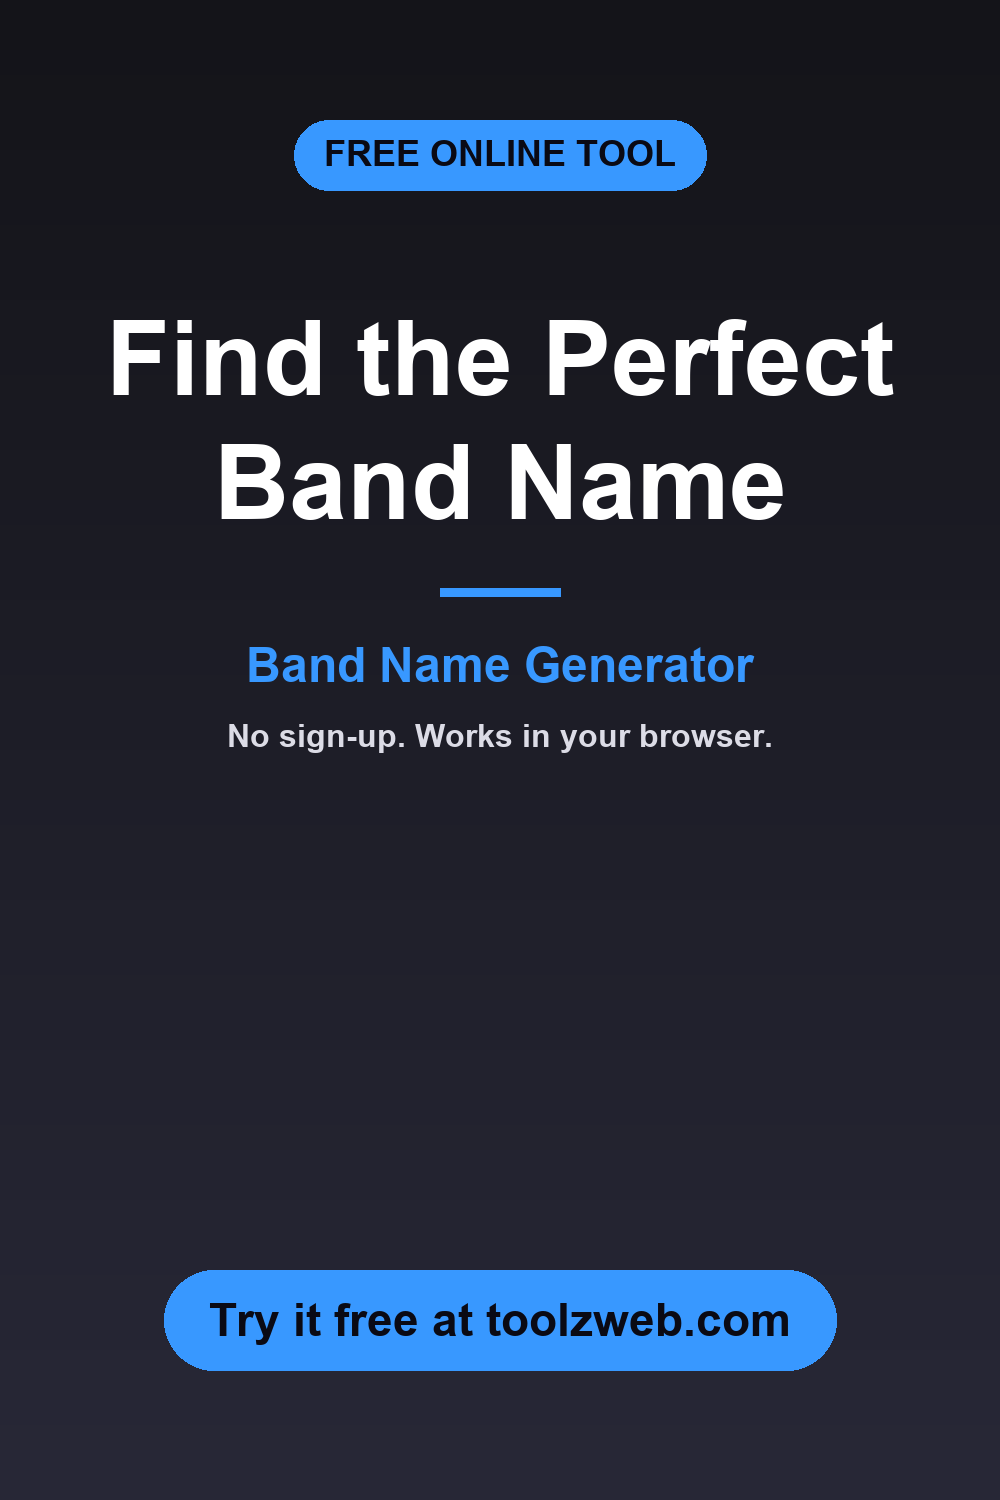 FREE ONLINE TOOL
Find the Perfect
Band Name
Band Name Generator
No sign-up. Works in your browser.
Try it free at toolzweb.com